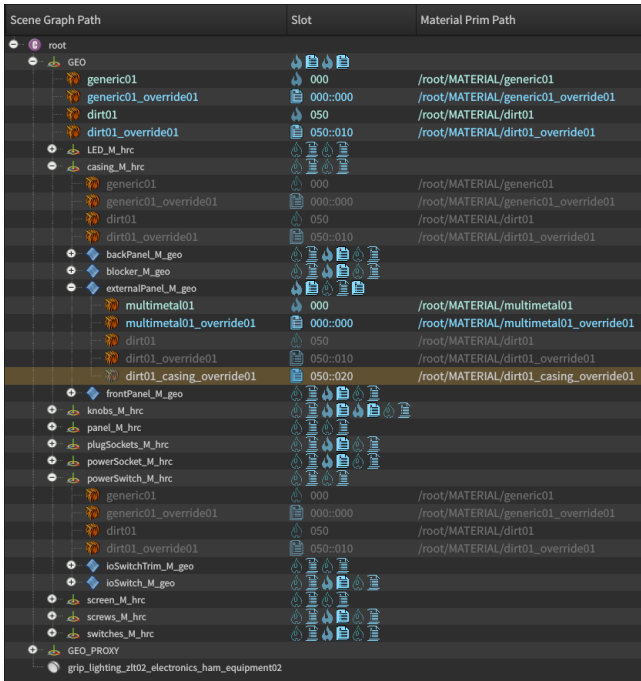 Scene Graph Path Slot Material Prim Path
C root
GEO
generic01 000 /root/MATERIAL/generic01
generic01_override01 000::000 /root/MATERIAL/generic01_override01
dirt01 050 /root/MATERIAL/dirt01
dirt01_override01 050::010 /root/MATERIAL/dirt01_override01
LED_M_hrc
casing_M_hrc
generic01 000 /root/MATERIAL/generic01
generic01_override01 000::000 /root/MATERIAL/generic01_override01
dirt01 050 /root/MATERIAL/dirt01
dirt01_override01 050::010 /root/MATERIAL/dirt01_override01
backPanel_M_geo
blocker_M_geo
externalPanel_M_geo
multimetal01 000 /root/MATERIAL/multimetal01
multimetal01_override01 000::000 /root/MATERIAL/multimetal01_override01
dirt01 050 /root/MATERIAL/dirt01
dirt01_override01 050::010 /root/MATERIAL/dirt01_override01
dirt01_casing_override01 050::020 /root/MATERIAL/dirt01_casing_override01
frontPanel_M_geo
knobs_M_hrc
panel_M_hrc
plugSockets_M_hrc
powerSocket_M_hrc
powerSwitch_M_hrc
generic01 000 /root/MATERIAL/generic01
generic01_override01 000::000 /root/MATERIAL/generic01_override01
dirt01 050 /root/MATERIAL/dirt01
dirt01_override01 050::010 /root/MATERIAL/dirt01_override01
ioSwitchTrim_M_geo
ioSwitch_M_geo
screen_M_hrc
screws_M_hrc
switches_M_hrc
GEO_PROXY
grip_lighting_zlt02_electronics_ham_equipment02